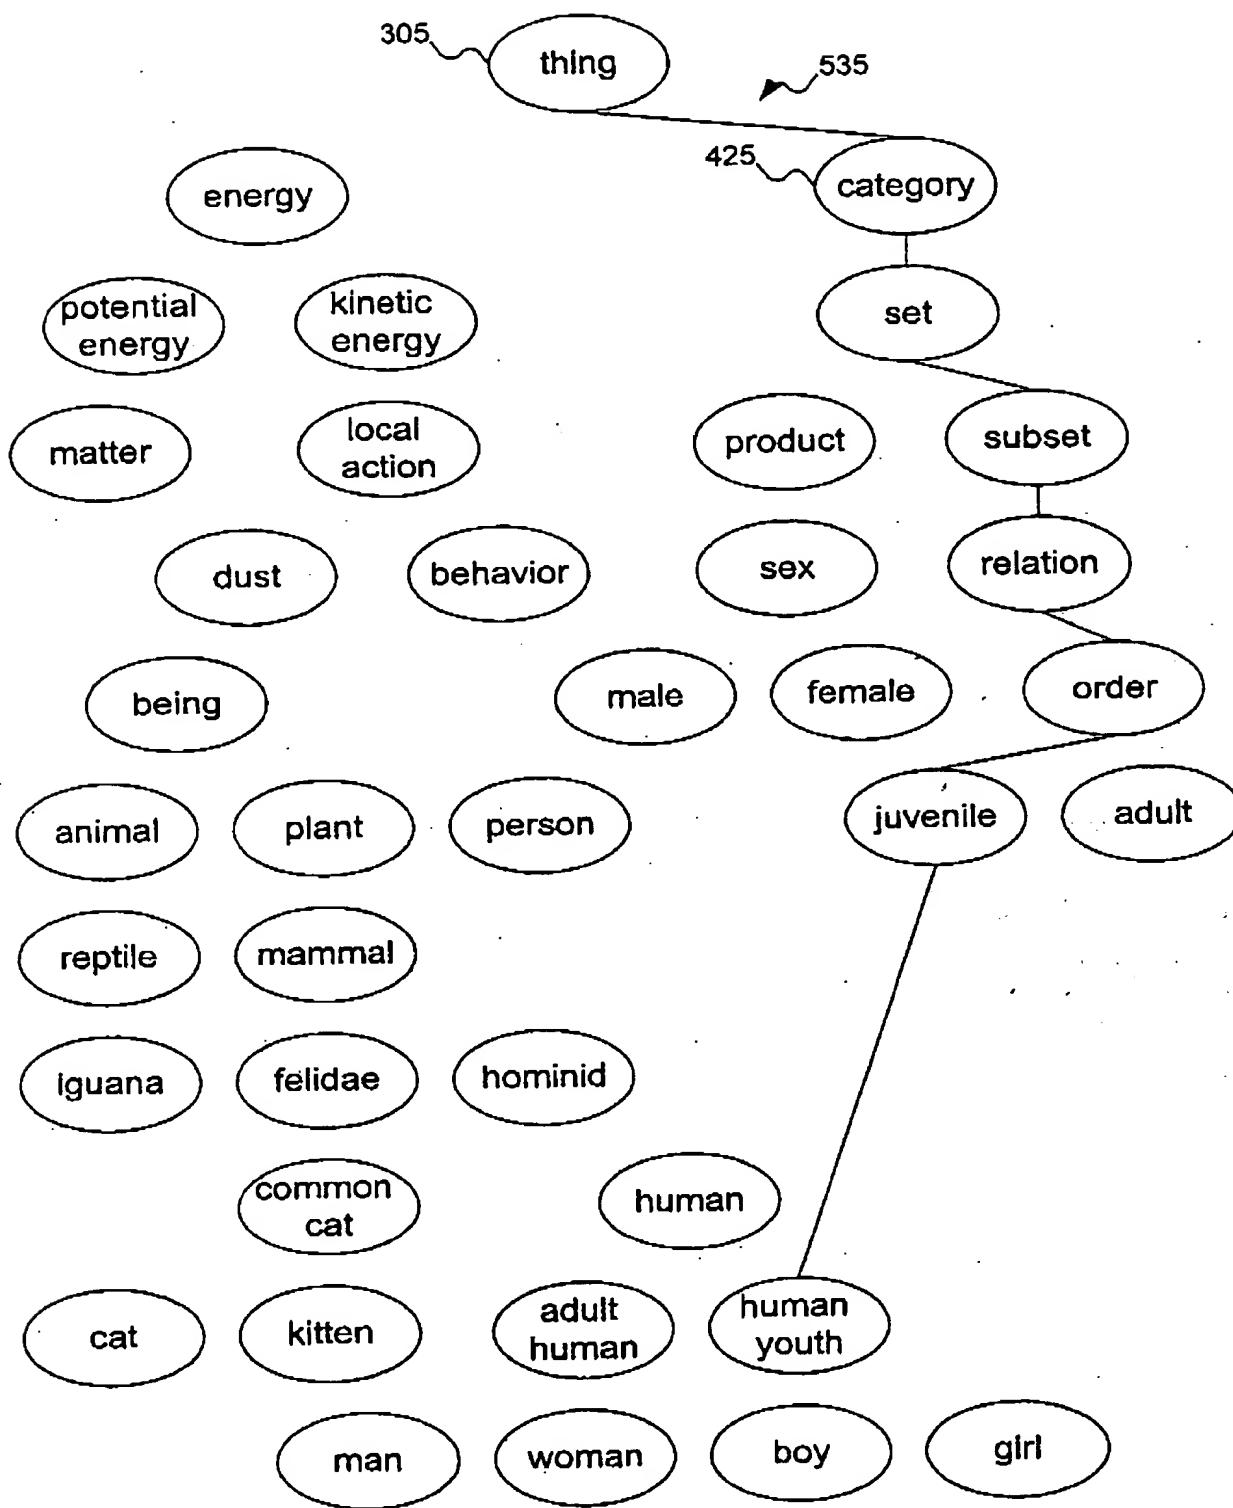 305
thing
535
425
category
energy
set
potential
energy
kinetic
energy
matter
local
action
product
subset
dust
behavior
sex
relation
being
male
female
order
animal
plant
person
juvenile
adult
reptile
mammal
iguana
felidae
hominid
common
cat
human
cat
kitten
adult
human
human
youth
man
woman
boy
girl